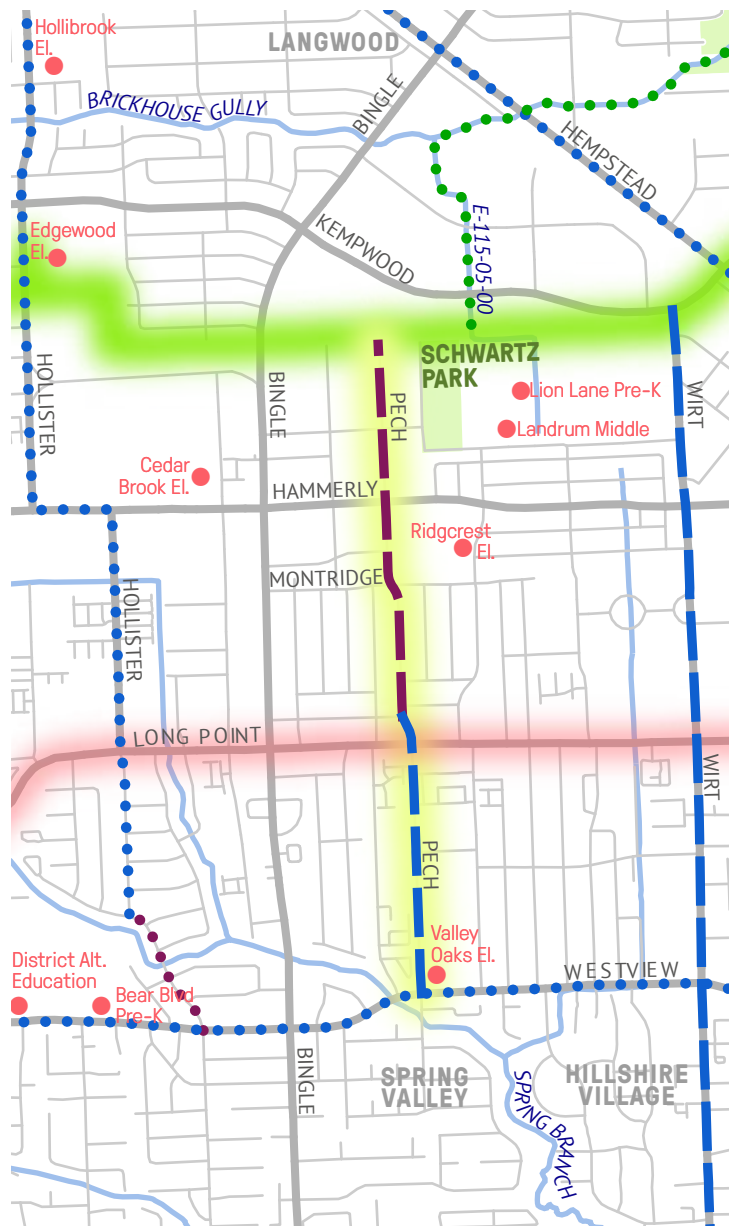 Hollibrook
El.
LANGWOOD
BRICKHOUSE GULLY
BINGLE
HEMPSTEAD
Edgewood
El.
KEMPWOOD
E-115-05-00
SCHWARTZ
PARK
HOLLISTER
BINGLE
PECH
Lion Lane Pre-K
WIRT
Landrum Middle
Cedar
Brook El.
HAMMERLY
Ridgcrest
El.
MONTRIDGE
HOLLISTER
LONG POINT
WIRT
PECH
Valley
Oaks El.
District Alt.
Education
WESTVIEW
Bear Blvd
Pre-K
BINGLE
SPRING
VALLEY
HILLSHIRE
VILLAGE
SPRING BRANCH